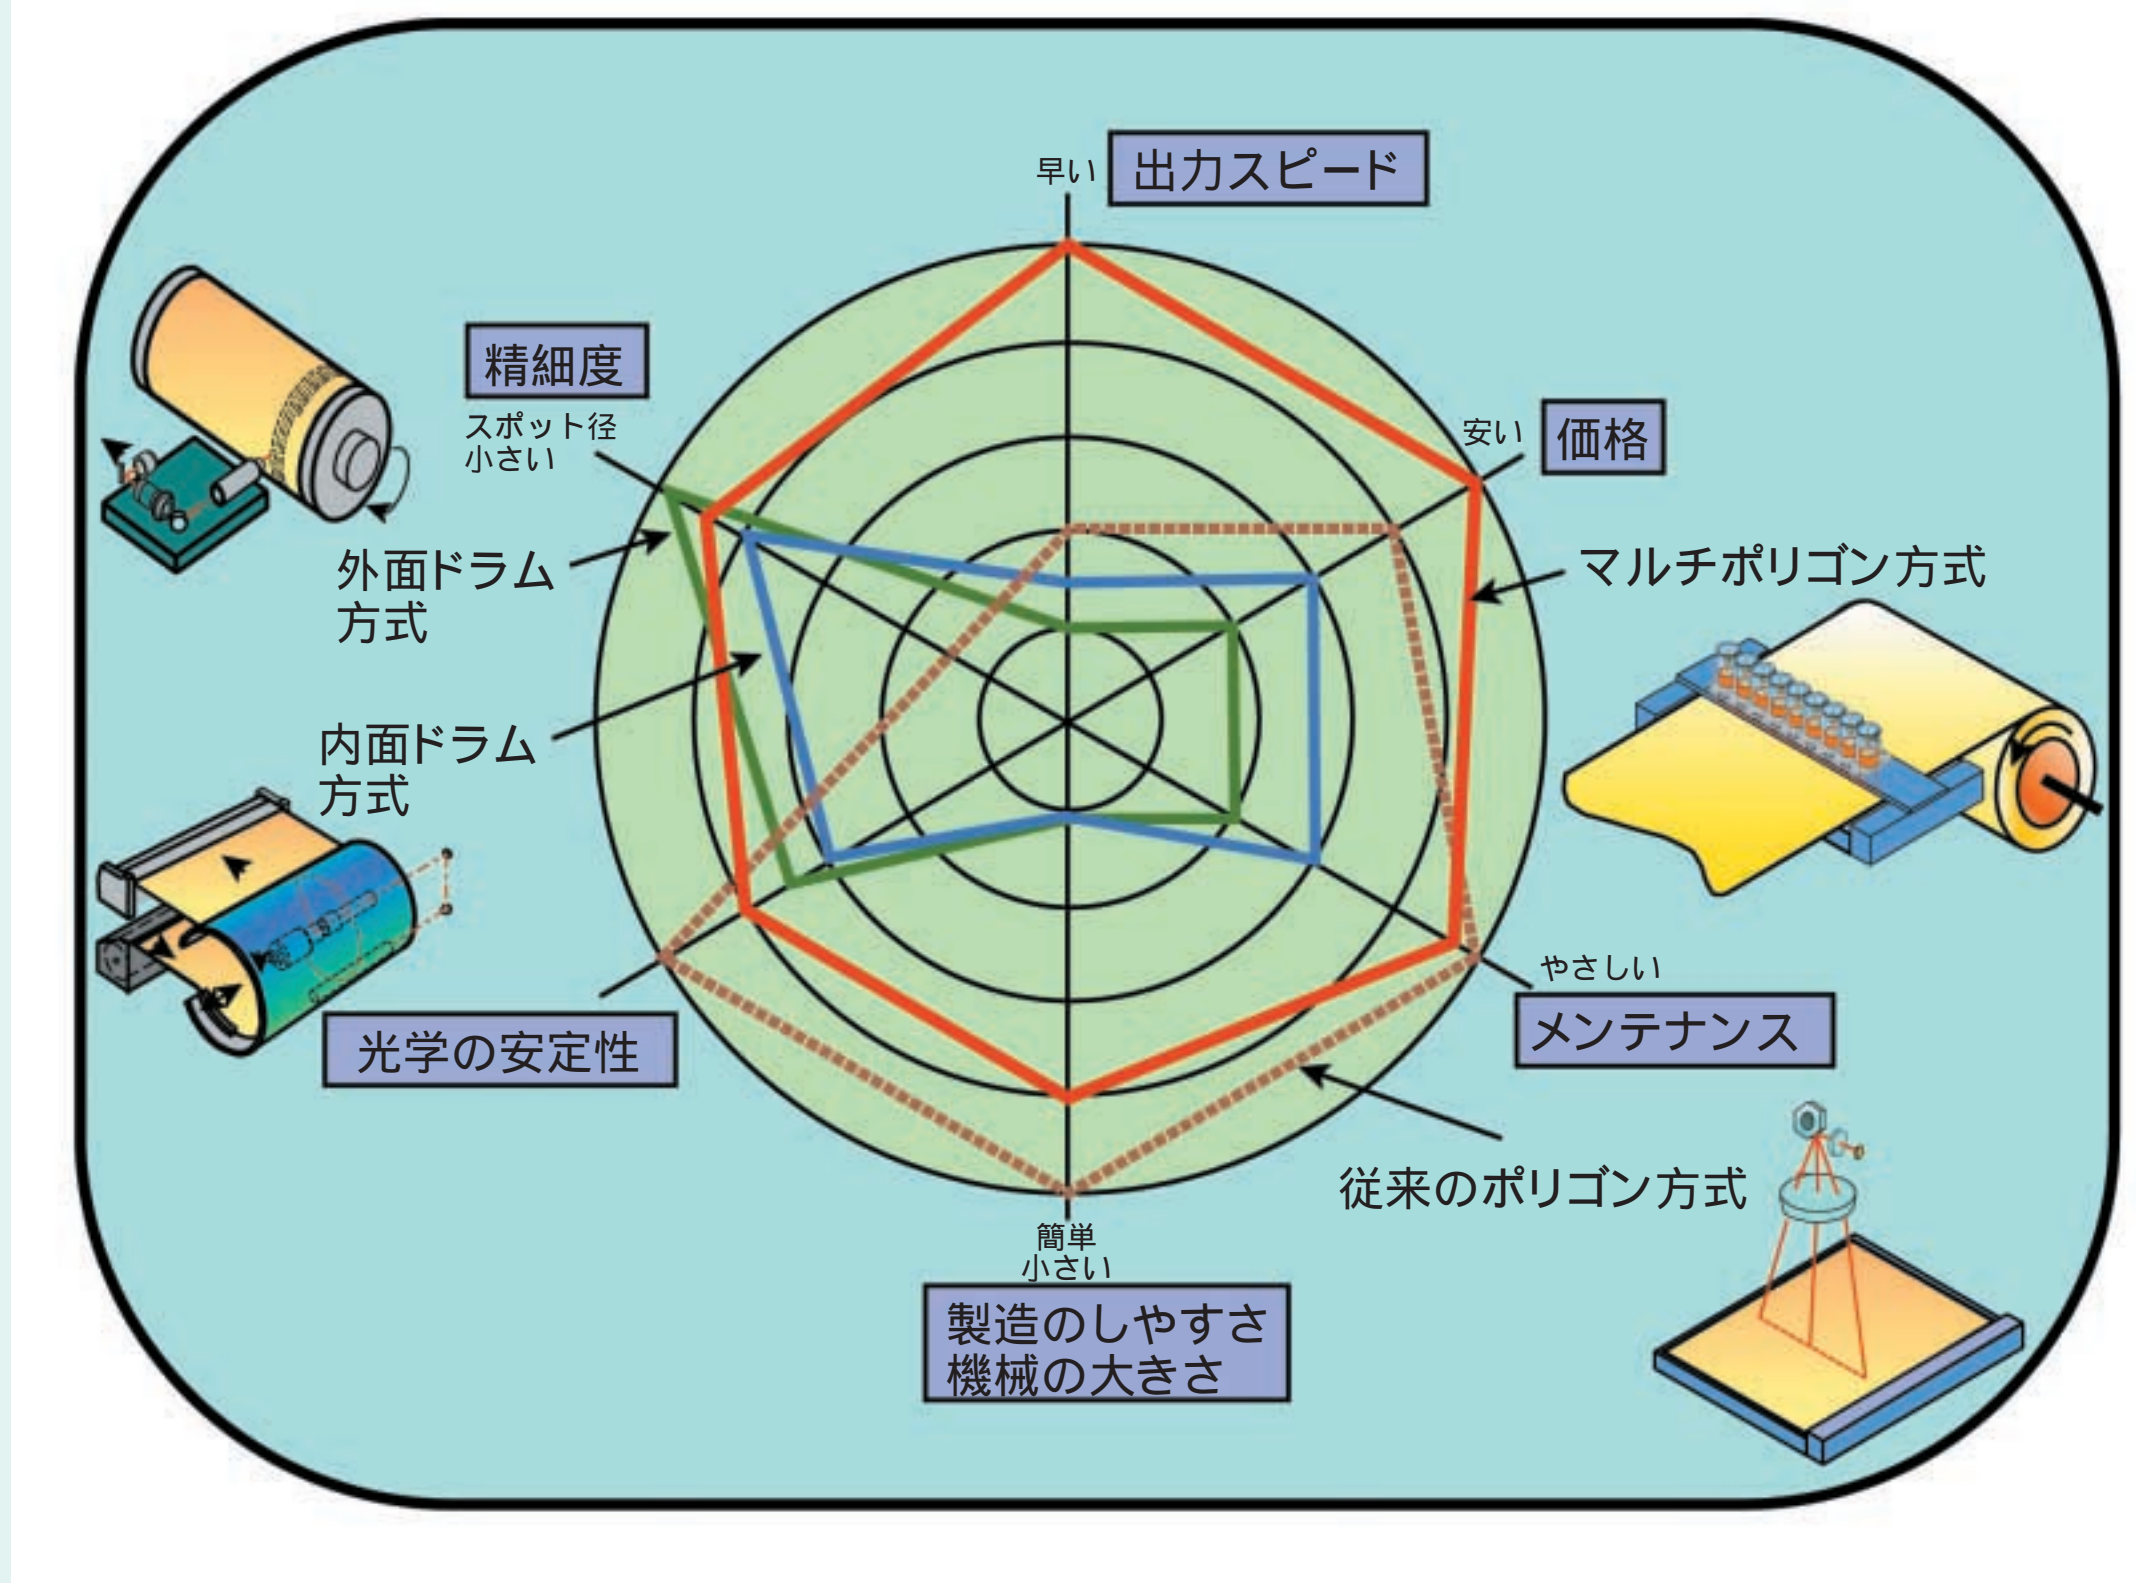 早い
出力スピード
精細度
スポット径
小さい
安い
価格
外面ドラム
方式
マルチポリゴン方式
内面ドラム
方式
やさしい
メンテナンス
光学の安定性
従来のポリゴン方式
簡単
小さい
製造のしやすさ
機械の大きさ